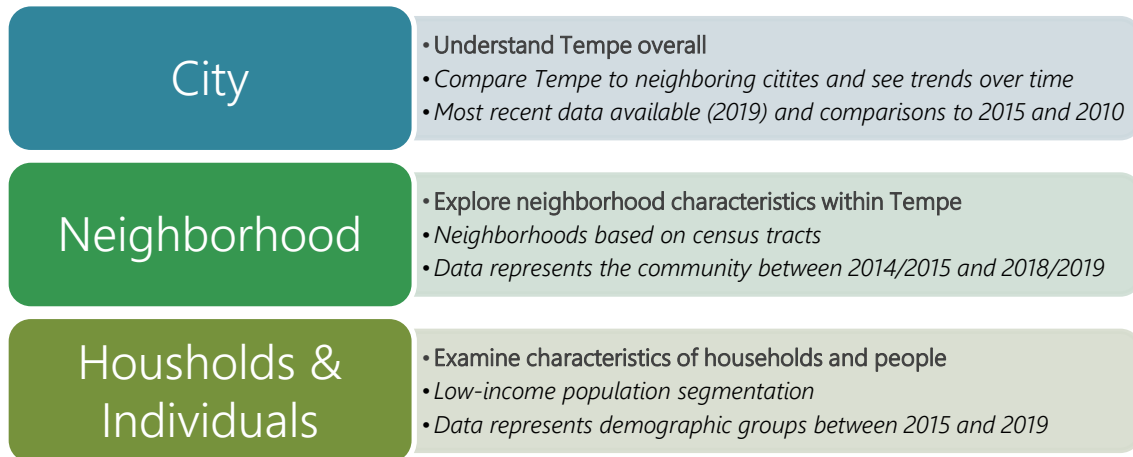 City
• Understand Tempe overall
• Compare Tempe to neighboring citites and see trends over time
• Most recent data available (2019) and comparisons to 2015 and 2010
Neighborhood
• Explore neighborhood characteristics within Tempe
• Neighborhoods based on census tracts
• Data represents the community between 2014/2015 and 2018/2019
Housholds &
Individuals
• Examine characteristics of households and people
• Low-income population segmentation
• Data represents demographic groups between 2015 and 2019